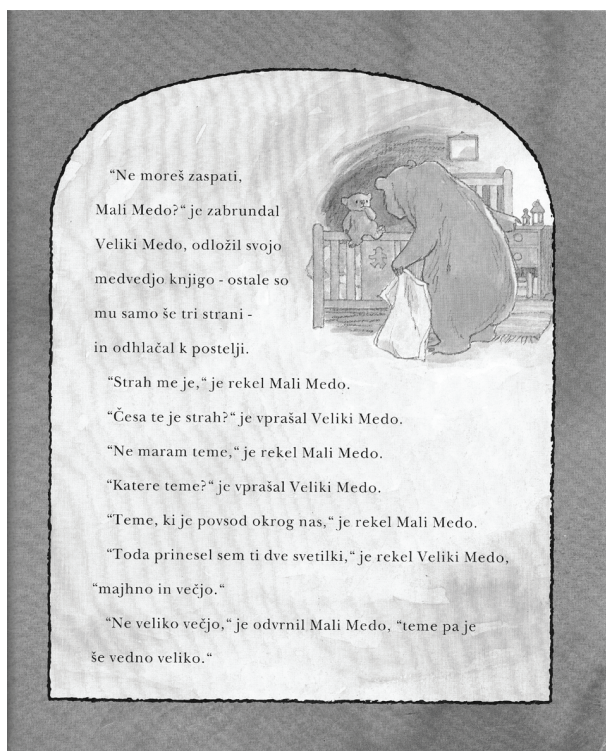 "Ne moreš zaspati,
Mali Medo?“ je zabrundal
Veliki Medo, odložil svojo
medvedjo knjigo - ostale so
mu samo še tri strani -
in odhlačal k postelji.
"Strah me je,“ je rekel Mali Medo.
"Česa te je strah?“ je vprašal Veliki Medo.
"Ne maram teme,“ je rekel Mali Medo.
"Katere teme?“ je vprašal Veliki Medo.
"Teme, ki je povsod okrog nas,“ je rekel Mali Medo.
"Toda prinesel sem ti dve svetilki,“ je rekel Veliki Medo,
"majhno in večjo.“
"Ne veliko večjo,“ je odvrnil Mali Medo, "teme pa je
še vedno veliko.“